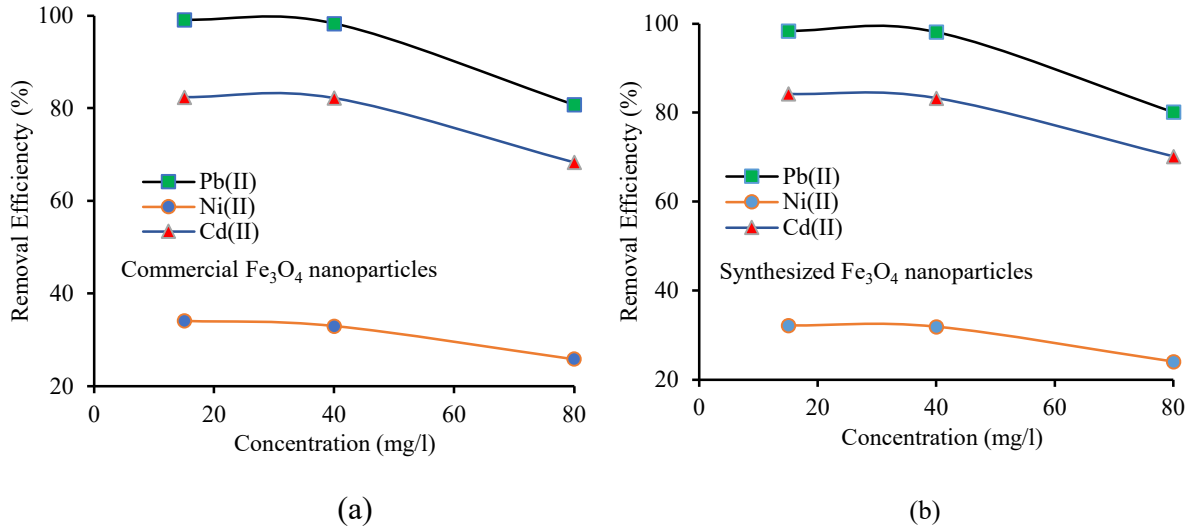 100
80
60
40
20
0
20
40
60
80
Removal Efficiencty (%)
Concentration (mg/l)
Pb(II)
Ni(II)
Cd(II)
Commercial Fe₃O₄ nanoparticles
(a)
100
80
60
40
20
0
20
40
60
80
Removal Efficiencty (%)
Concentration (mg/l)
Pb(II)
Ni(II)
Cd(II)
Synthesized Fe₃O₄ nanoparticles
(b)